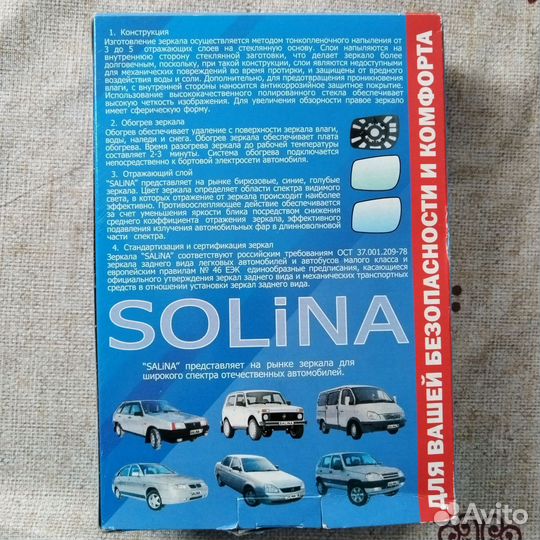 1. Конструкция
Изготовление зеркала осуществляется методом тонкопленочного напыления от
3 до 5 отражающих слоев на стеклянную основу. Слои напыляются на
внутреннюю сторону стеклянной заготовки, что делает зеркало более
долговечным, поскольку, при такой конструкции, слои являются недоступными
для механических повреждений во время протирки, и защищены от вредного
воздействия воды и соли. Дополнительно, для предотвращения проникновения
влаги, с внутренней стороны наносится антикоррозийное защитное покрытие.
Использование высококачественного полированного стекла обеспечивает
высокую четкость изображения. Для увеличения обзорности правое зеркало
имеет сферическую форму.
2. Обогрев зеркала
Обогрев обеспечивает удаление с поверхности зеркала влаги,
воды, наледи и снега. Обогрев зеркала обеспечивает плата
обогрева. Время разогрева зеркала до рабочей температуры
составляет 2-3 минуты. Система обогрева подключается
непосредственно к бортовой электросети автомобиля.
3. Отражающий слой
"SALiNA" представляет на рынке бирюзовые, синие, голубые
зеркала. Цвет зеркала определяет области спектра видимого
света, в которых отражение от зеркала происходит наиболее
эффективно. Противоослепляющее действие обеспечивается
за счет уменьшения яркости блика посредством снижения
среднего коэффициента отражения зеркала, эффективного
подавления излучения автомобильных фар в длинноволновой
части спектра.
4. Стандартизация и сертификация зеркал
Зеркала "SALiNA" соответствуют российским требованиям ОСТ 37.001.209-78
зеркала заднего вида легковых автомобилей и автобусов малого класса и
европейским правилам № 46 ЕЭК единообразные предписания, касающиеся
официального утверждения зеркал заднего вида и механических транспортных
средств в отношении установки зеркал заднего вида.
SOLiNA
"SALiNA" представляет на рынке зеркала для
широкого спектра отечественных автомобилей.
ДЛЯ ВАШЕЙ БЕЗОПАСНОСТИ И КОМФОРТА
Avito